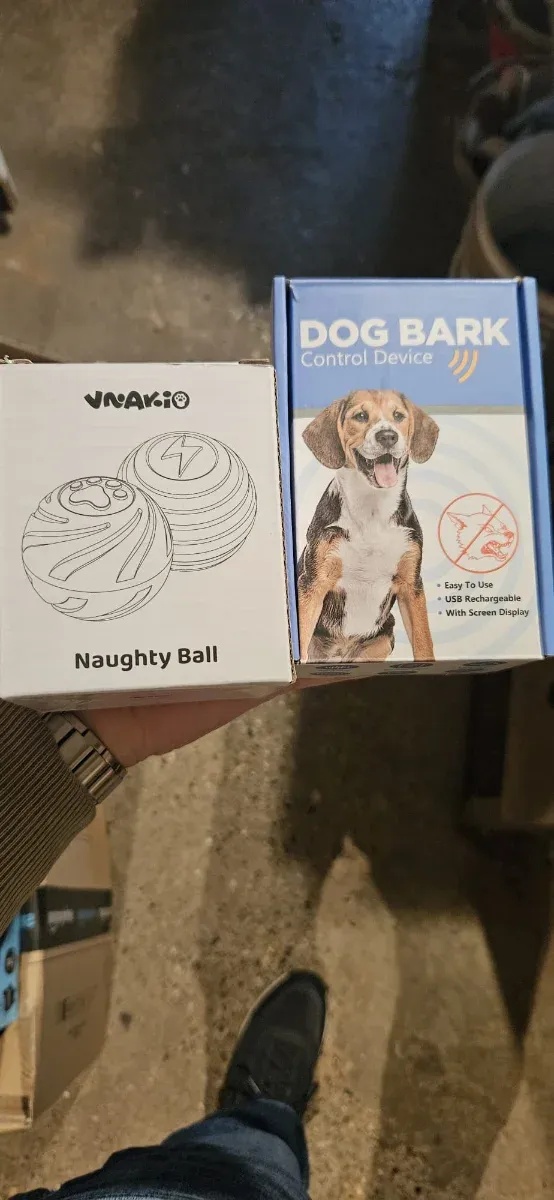 VNAKIO
Naughty Ball
DOG BARK
Control Device
• Easy To Use
• USB Rechargeable
• With Screen Display